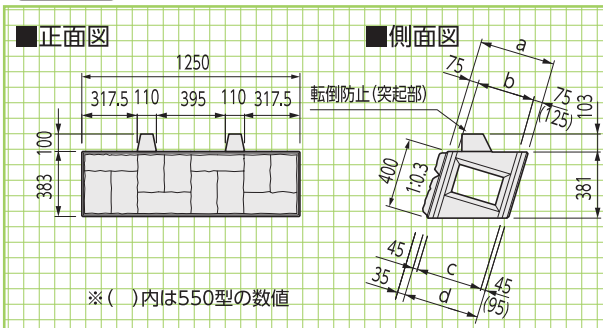 ■正面図
1250
317.5 110 395 110 317.5
100
383
※( )内は550型の数値
■側面図
a
75 b 75
(125)
103
転倒防止(突起部)
400
1:0.3
381
45 c 45
(95)
35 d